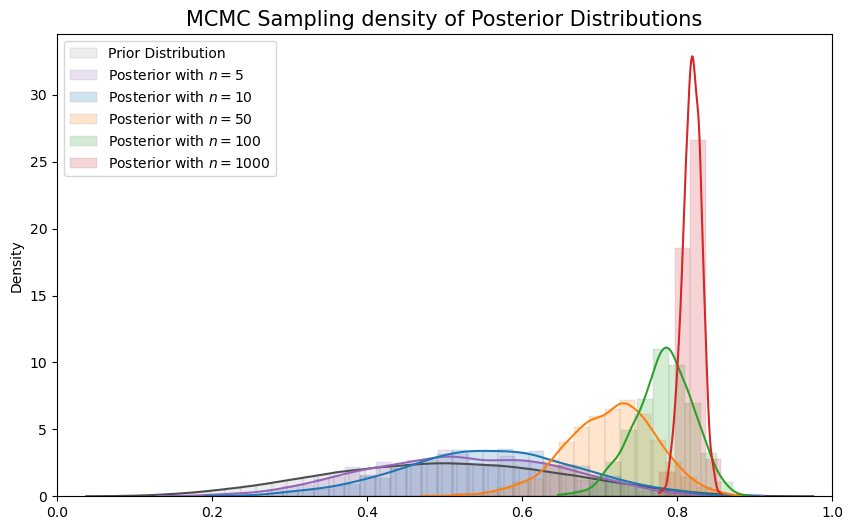 MCMC Sampling density of Posterior Distributions
Prior Distribution
Posterior with n = 5
Posterior with n = 10
Posterior with n = 50
Posterior with n = 100
Posterior with n = 1000
Density
30
25
20
15
10
5
0
0.0 0.2 0.4 0.6 0.8 1.0